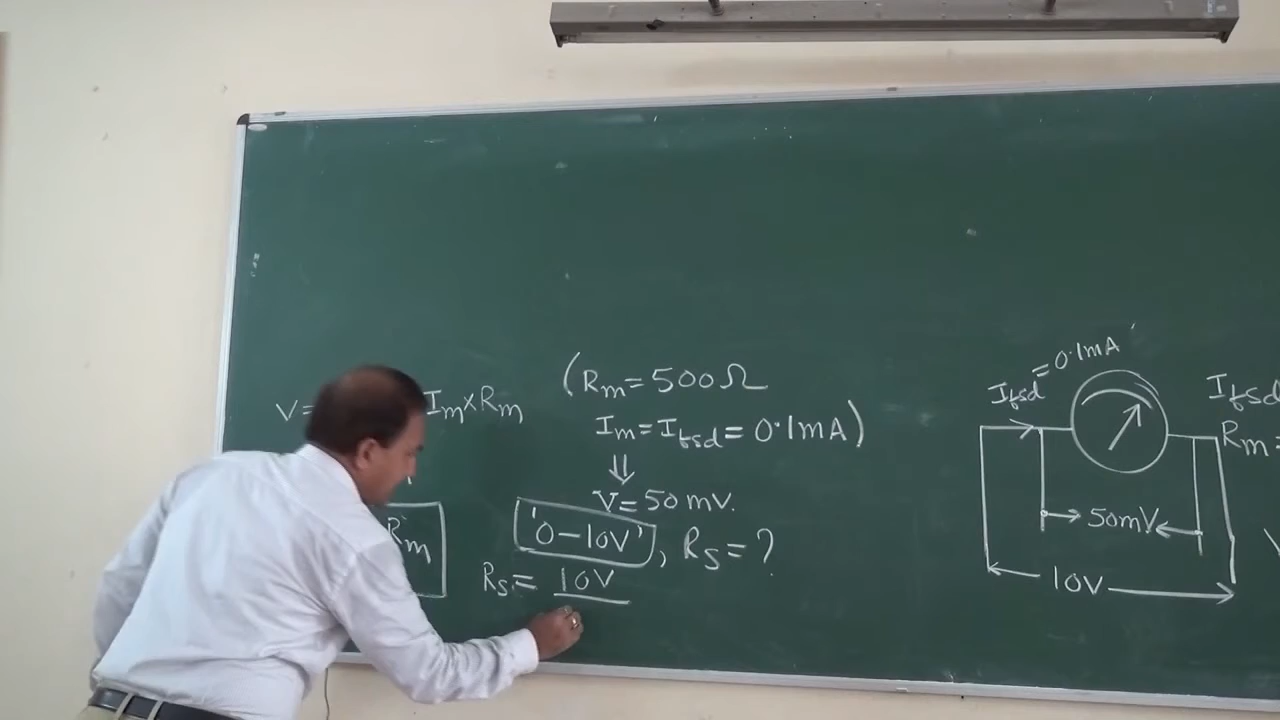 V=
Im×Rm
Rm
(Rm=500Ω
Im=Ifsd=0.1mA)
⇓
V=50mV.
'0-10V', Rs=?
Rs= 10V
Ifsd=0.1mA
50mV
10V
Ifsd
Rm=